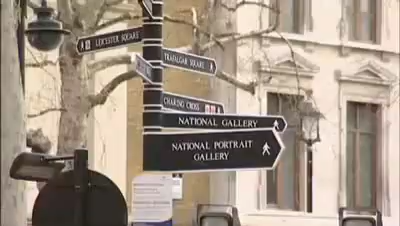 LEICESTER SQUARE
TRAFALGAR SQUARE
CHARING CROSS
NATIONAL GALLERY
NATIONAL PORTRAIT
GALLERY